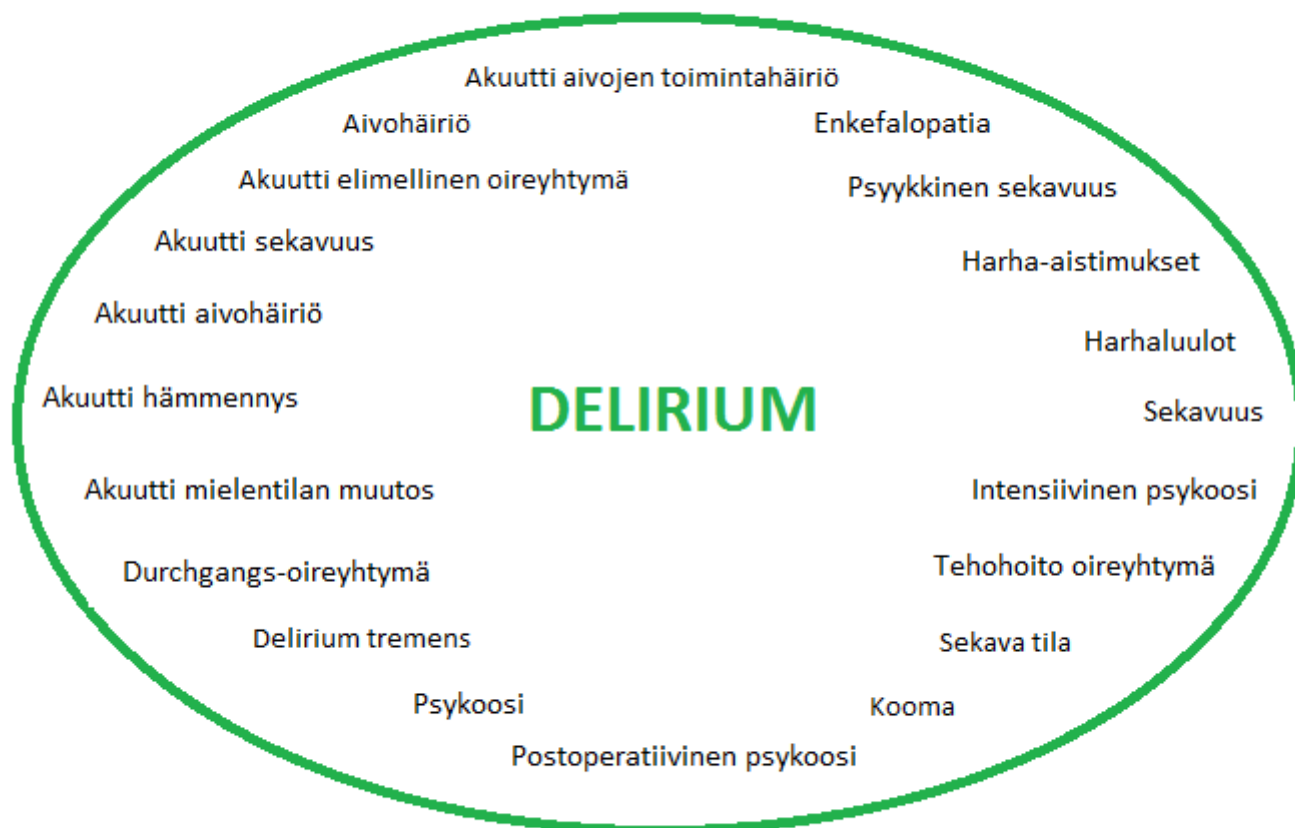 Akuutti aivojen toimintahäiriö
Aivohäiriö
Enkefalopatia
Akuutti elimellinen oireyhtymä
Psyykkinen sekavuus
Akuutti sekavuus
Harha-aistimukset
Akuutti aivohäiriö
Harhaluulot
Akuutti hämmennys
DELIRIUM
Sekavuus
Akuutti mielentilan muutos
Intensiivinen psykoosi
Durchgangs-oireyhtymä
Tehohoito oireyhtymä
Delirium tremens
Sekava tila
Psykoosi
Kooma
Postoperatiivinen psykoosi